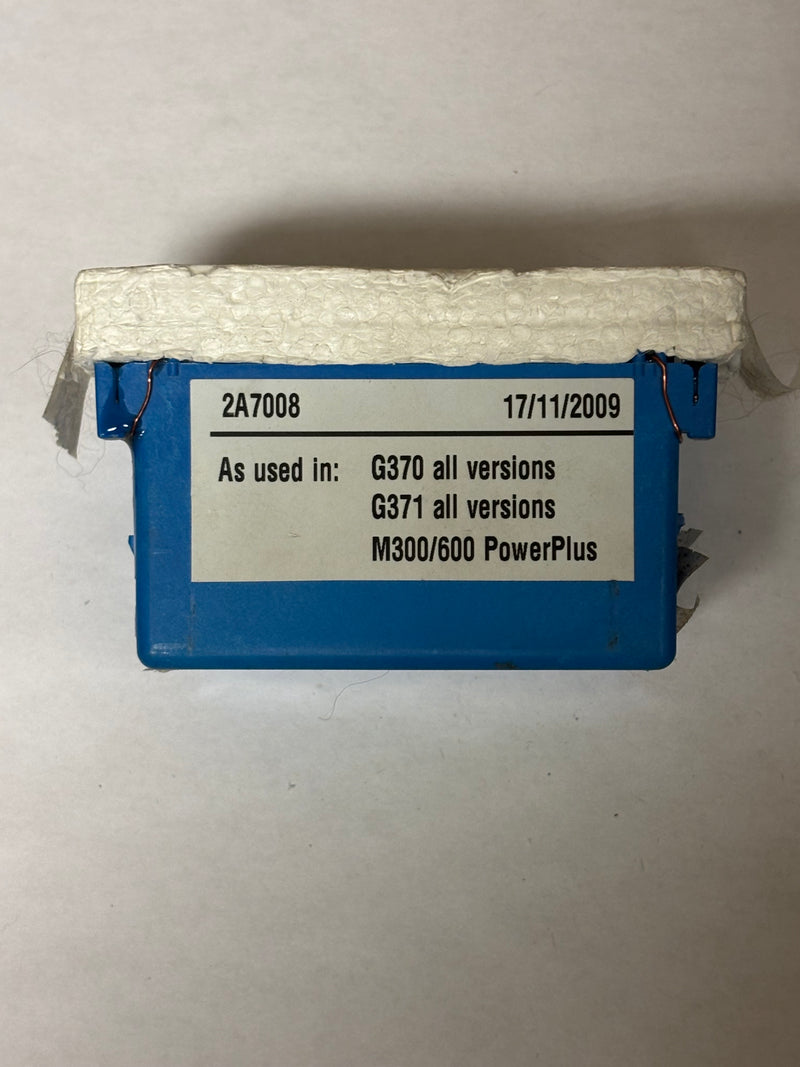 2A7008 17/11/2009
As used in: G370 all versions
G371 all versions
M300/600 PowerPlus